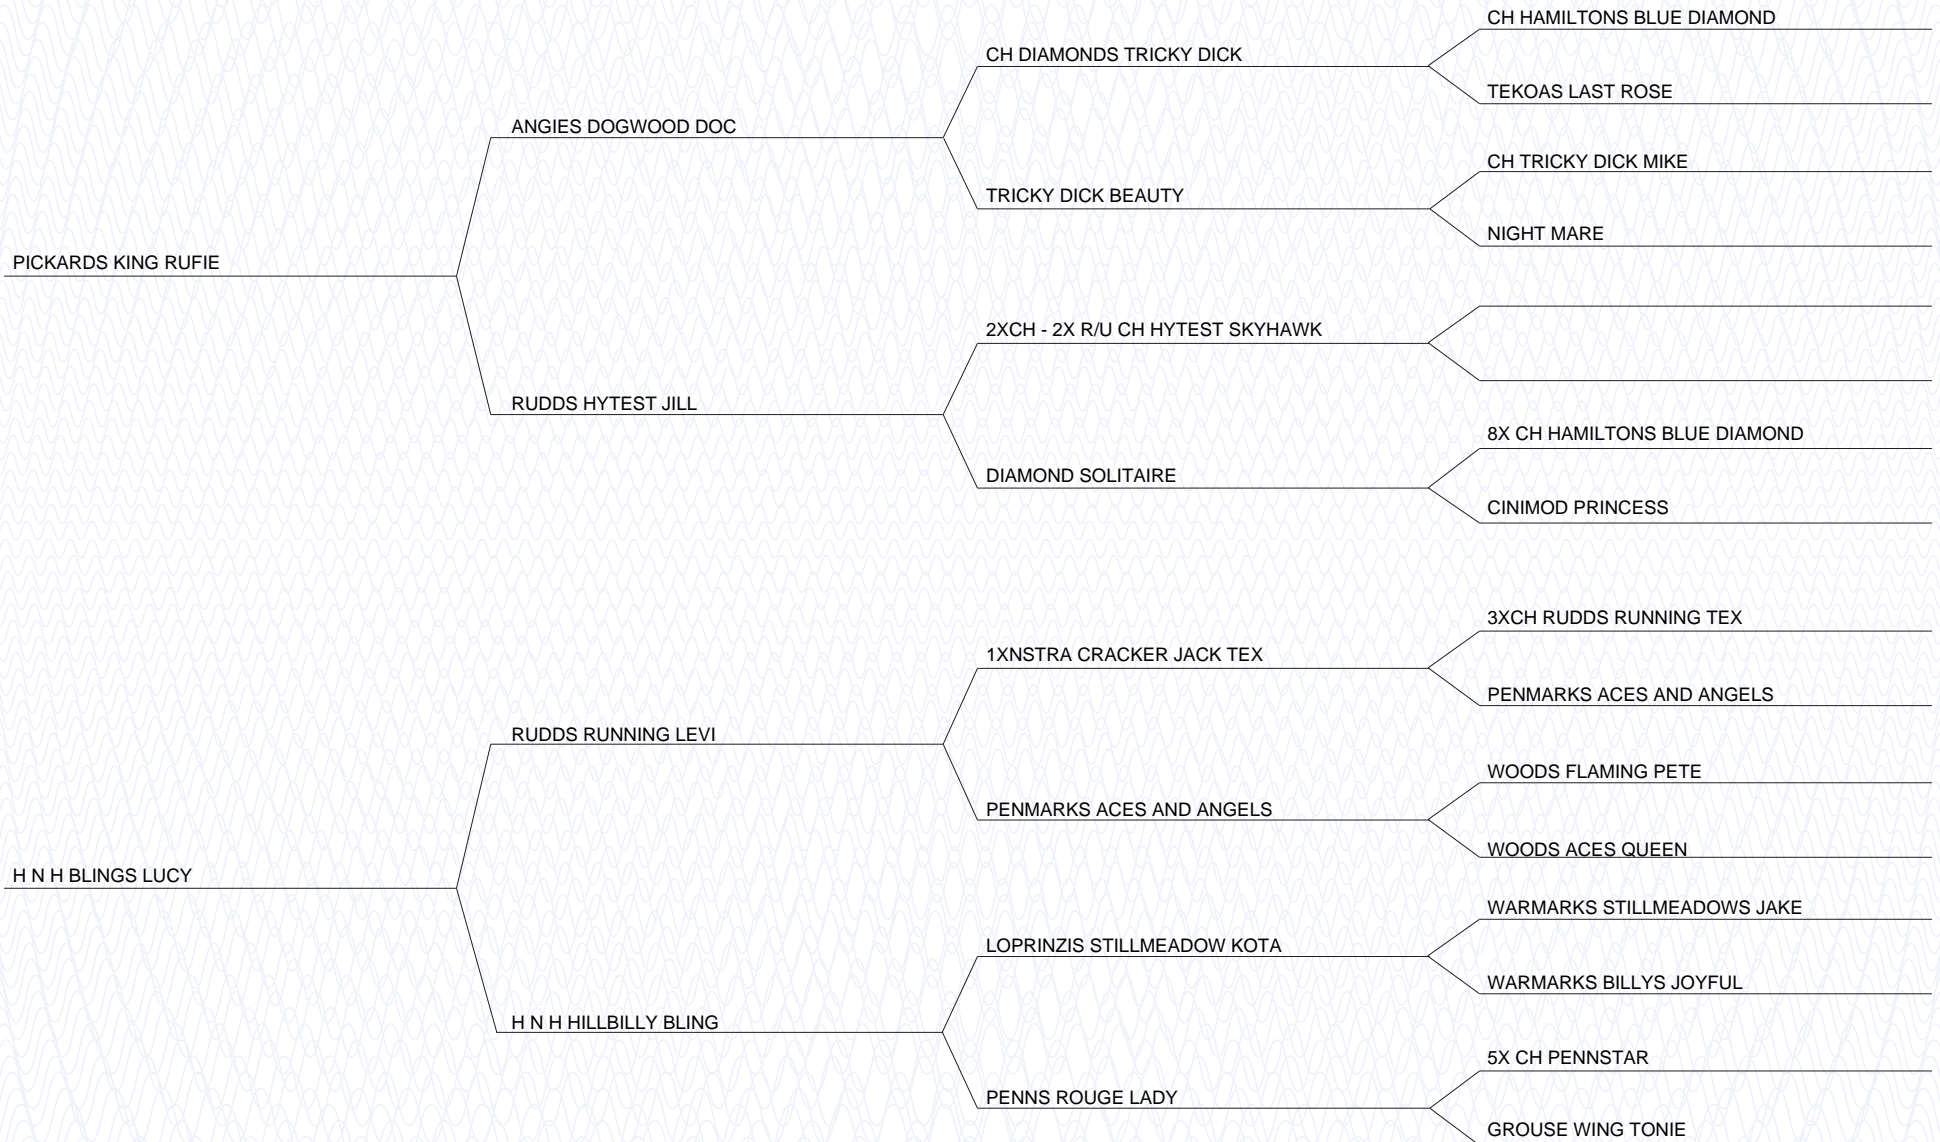 CH HAMILTONS BLUE DIAMOND
CH DIAMONDS TRICKY DICK
TEKOAS LAST ROSE
ANGIES DOGWOOD DOC
CH TRICKY DICK MIKE
TRICKY DICK BEAUTY
NIGHT MARE
PICKARDS KING RUFIE
2XCH - 2X R/U CH HYTEST SKYHAWK
RUDDS HYTEST JILL
8X CH HAMILTONS BLUE DIAMOND
DIAMOND SOLITAIRE
CINIMOD PRINCESS
3XCH RUDDS RUNNING TEX
1XNSTRA CRACKER JACK TEX
PENMARKS ACES AND ANGELS
RUDDS RUNNING LEVI
WOODS FLAMING PETE
PENMARKS ACES AND ANGELS
WOODS ACES QUEEN
H N H BLINGS LUCY
WARMARKS STILLMEADOWS JAKE
LOPRINZIS STILLMEADOW KOTA
WARMARKS BILLYS JOYFUL
H N H HILLBILLY BLING
5X CH PENNSTAR
PENNS ROUGE LADY
GROUSE WING TONIE